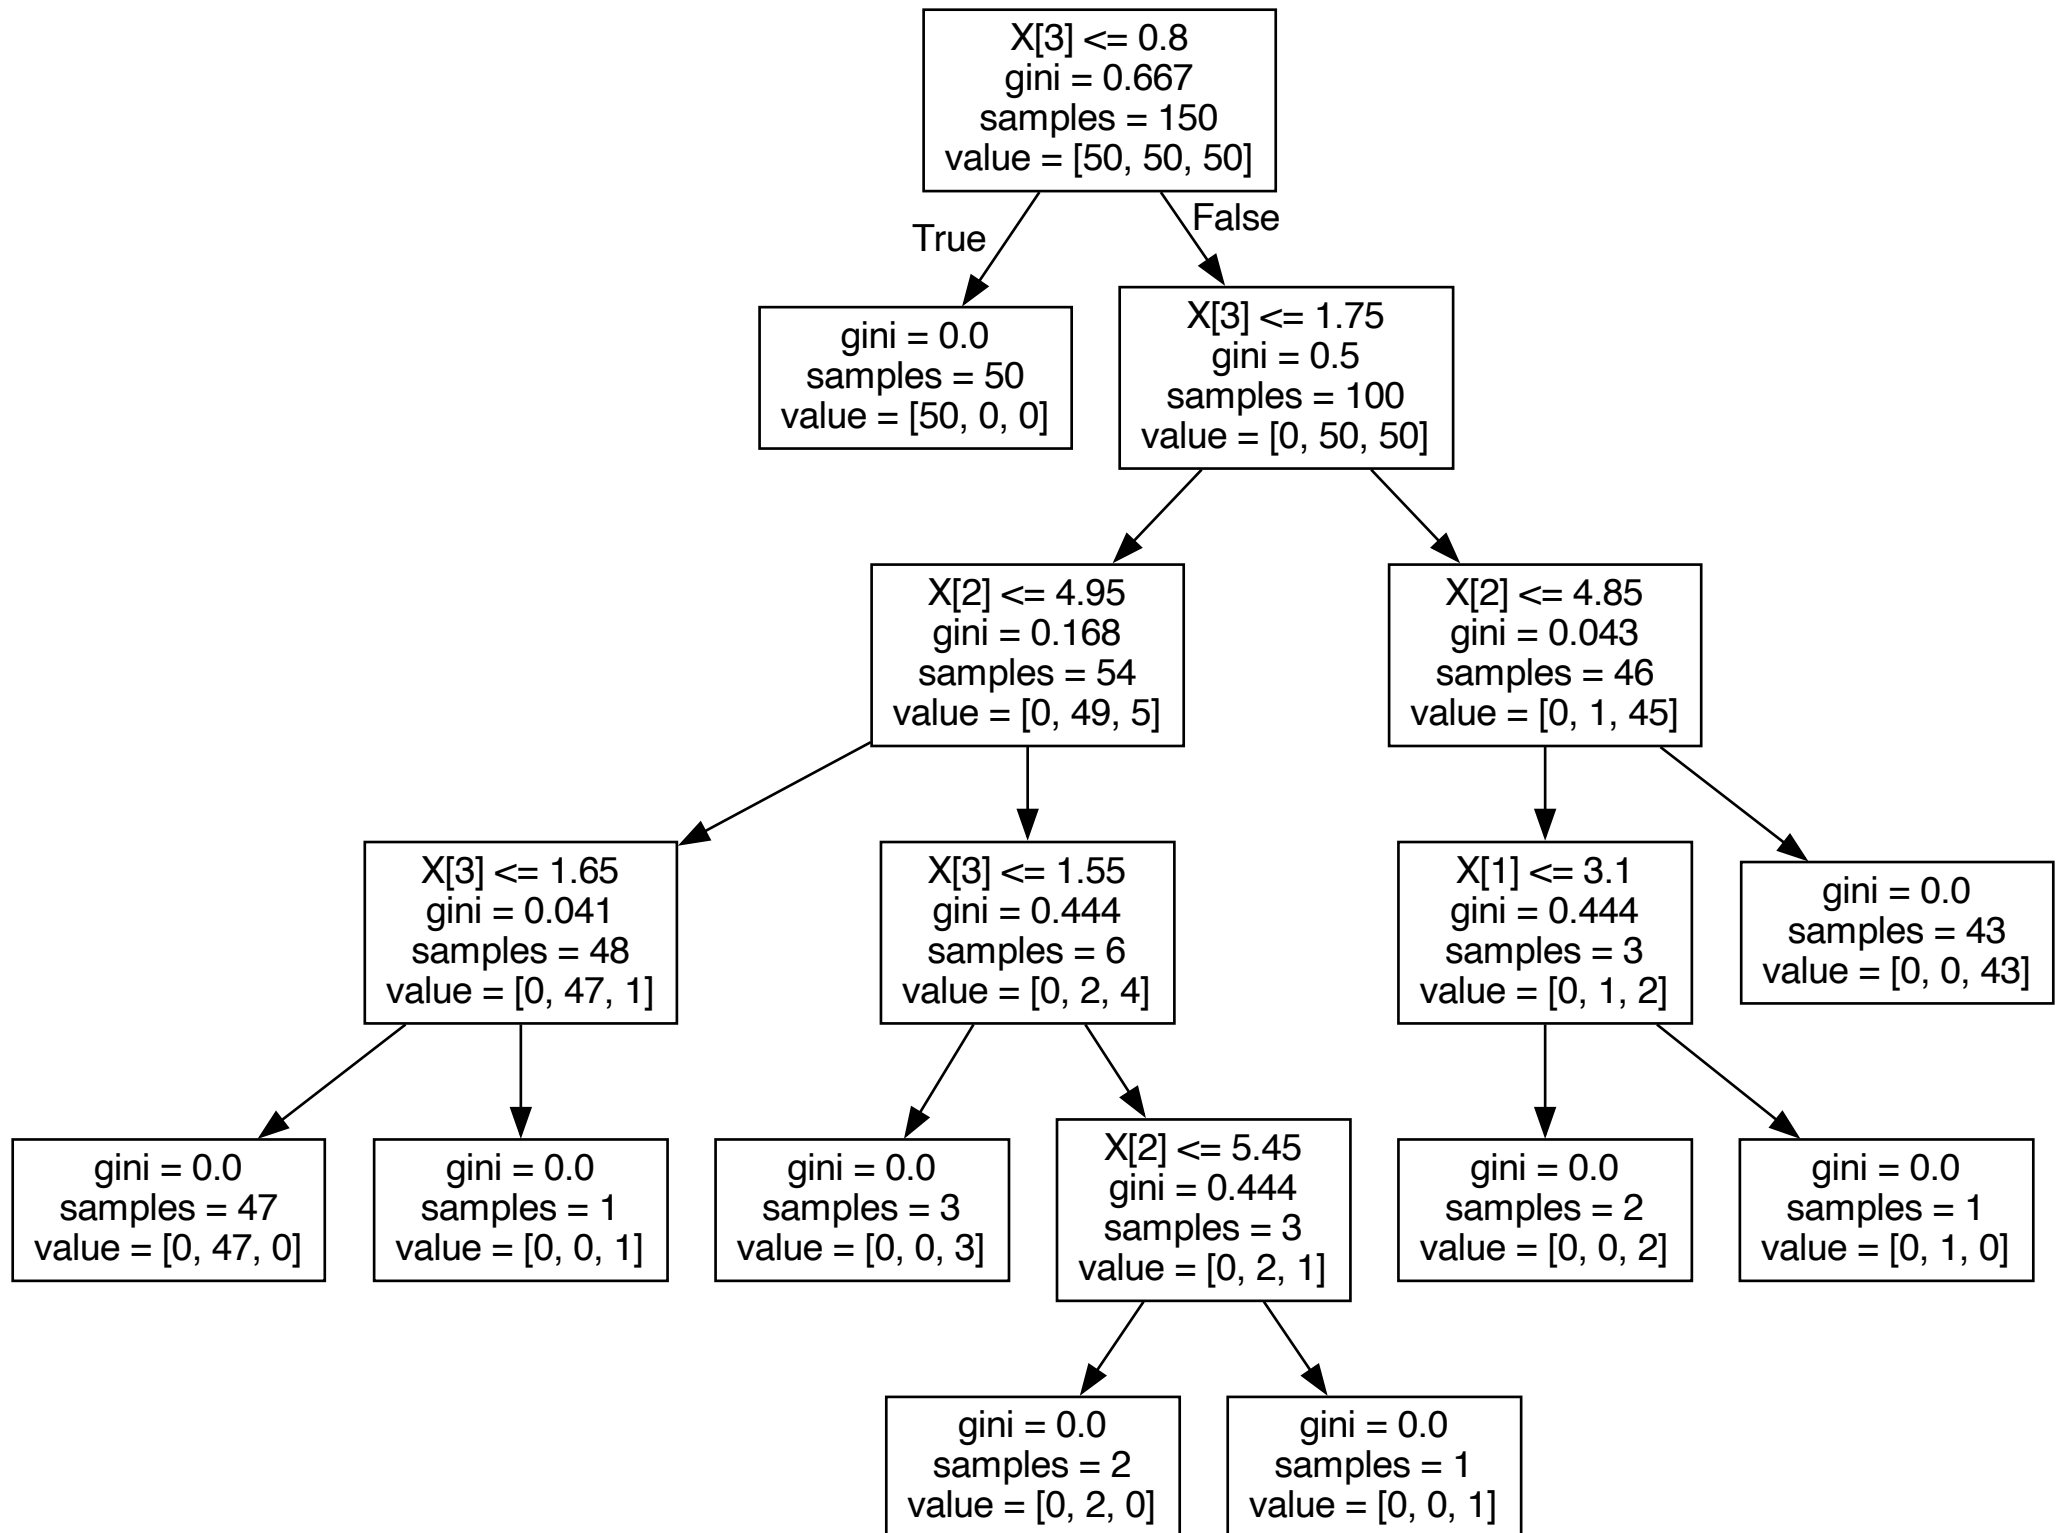 X[3] <= 0.8
gini = 0.667
samples = 150
value = [50, 50, 50]
True
False
gini = 0.0
samples = 50
value = [50, 0, 0]
X[3] <= 1.75
gini = 0.5
samples = 100
value = [0, 50, 50]
X[2] <= 4.95
gini = 0.168
samples = 54
value = [0, 49, 5]
X[2] <= 4.85
gini = 0.043
samples = 46
value = [0, 1, 45]
X[3] <= 1.65
gini = 0.041
samples = 48
value = [0, 47, 1]
X[3] <= 1.55
gini = 0.444
samples = 6
value = [0, 2, 4]
X[1] <= 3.1
gini = 0.444
samples = 3
value = [0, 1, 2]
gini = 0.0
samples = 43
value = [0, 0, 43]
gini = 0.0
samples = 47
value = [0, 47, 0]
gini = 0.0
samples = 1
value = [0, 0, 1]
gini = 0.0
samples = 3
value = [0, 0, 3]
X[2] <= 5.45
gini = 0.444
samples = 3
value = [0, 2, 1]
gini = 0.0
samples = 2
value = [0, 0, 2]
gini = 0.0
samples = 1
value = [0, 1, 0]
gini = 0.0
samples = 2
value = [0, 2, 0]
gini = 0.0
samples = 1
value = [0, 0, 1]